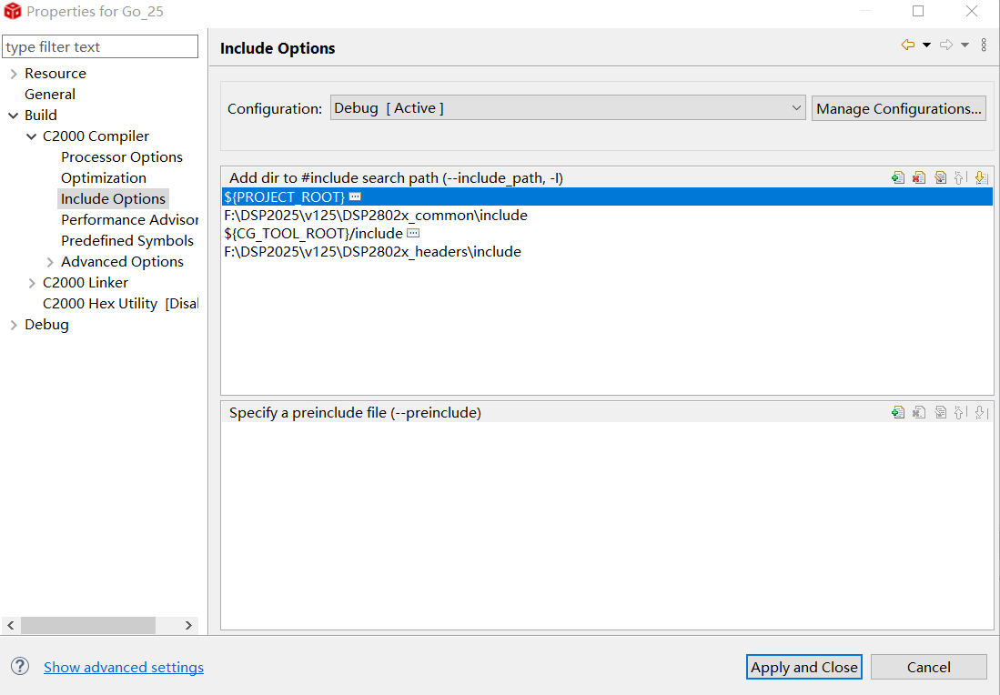 Properties for Go_25
type filter text
Resource
General
Build
C2000 Compiler
Processor Options
Optimization
Include Options
Performance Advisor
Predefined Symbols
Advanced Options
C2000 Linker
C2000 Hex Utility [Disal
Debug
Include Options
Configuration:
Debug [ Active ]
Manage Configurations...
Add dir to #include search path (--include_path, -I)
${PROJECT_ROOT}
F:\DSP2025\v125\DSP2802x_common\include
${CG_TOOL_ROOT}/include
F:\DSP2025\v125\DSP2802x_headers\include
Specify a preinclude file (--preinclude)
Show advanced settings
Apply and Close
Cancel